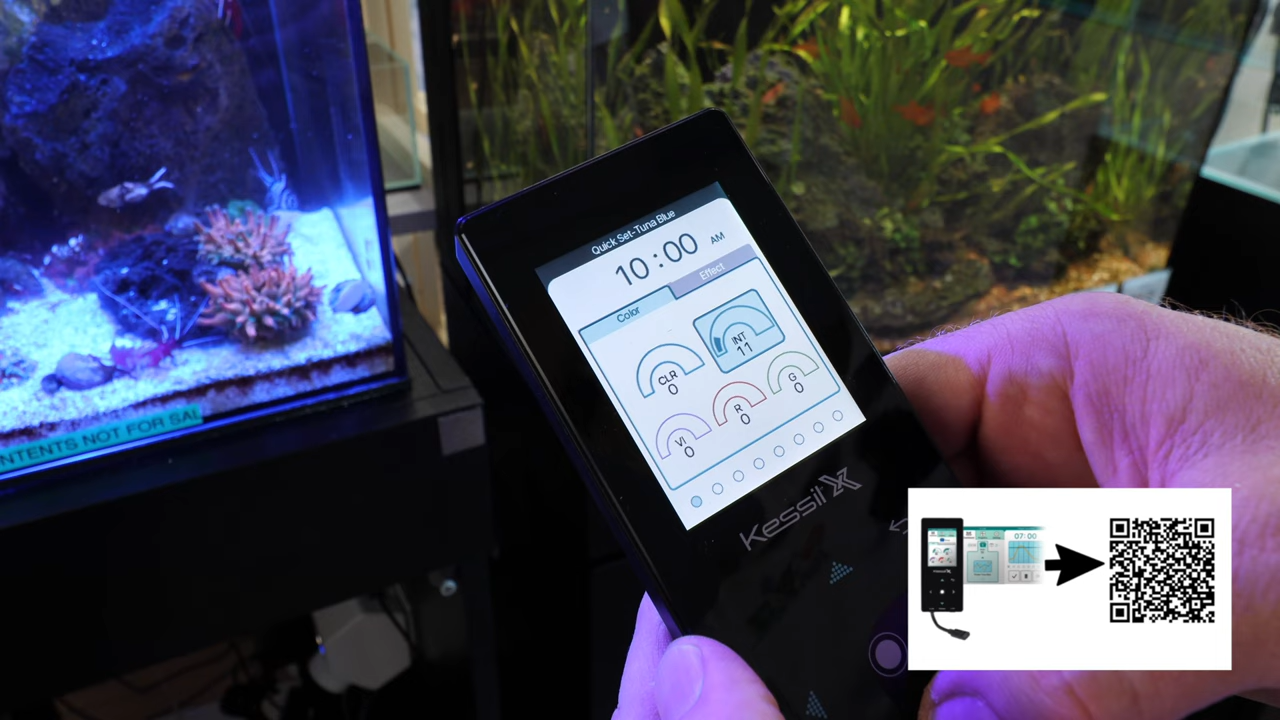 Quick Set-Tuna Blue
10:00 AM
Color
Effect
CLR
0
INT
11
VI
0
R
0
G
0
Kessil X
NTENTS NOT FOR SAL
07:00